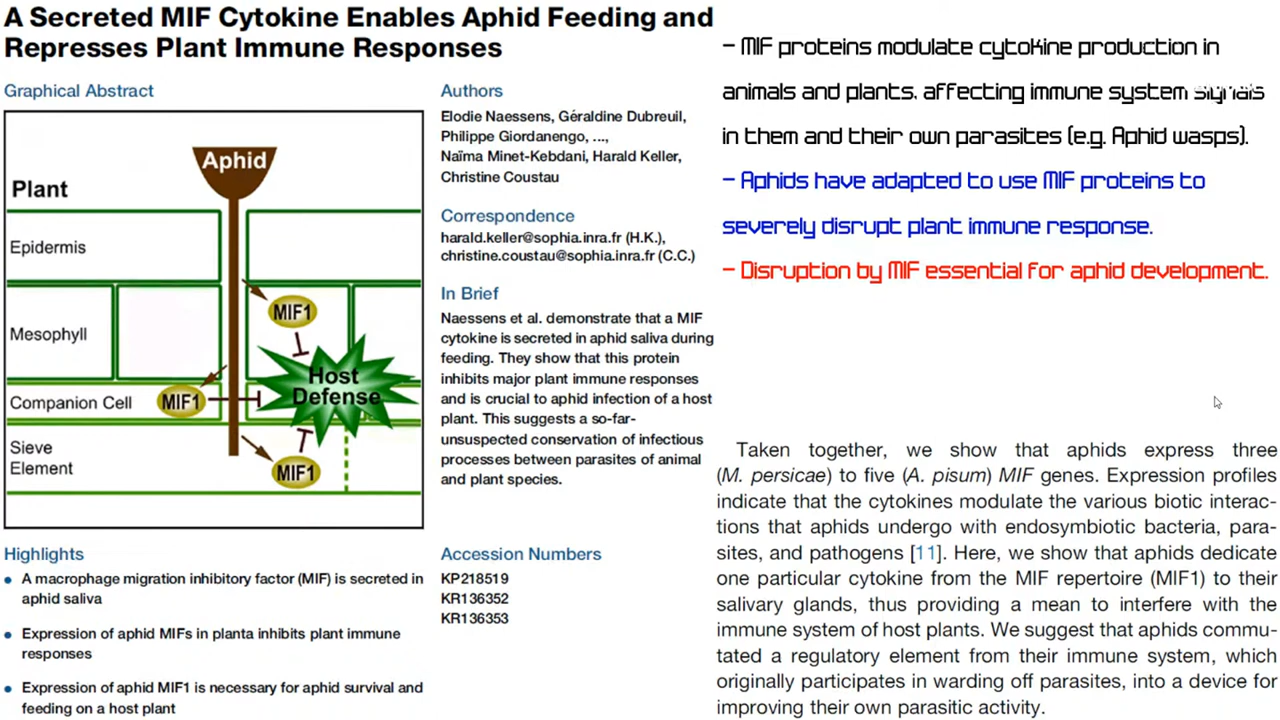 A Secreted MIF Cytokine Enables Aphid Feeding and
Represses Plant Immune Responses
Graphical Abstract
Aphid
Plant
Epidermis
MIF1
Mesophyll
Host
Defense
Companion Cell
MIF1
Sieve
Element
MIF1
Highlights
• A macrophage migration inhibitory factor (MIF) is secreted in
aphid saliva
• Expression of aphid MIFs in planta inhibits plant immune
responses
• Expression of aphid MIF1 is necessary for aphid survival and
feeding on a host plant
Authors
Elodie Naessens, Géraldine Dubreuil,
Philippe Giordanengo, ...,
Naïma Minet-Kebdani, Harald Keller,
Christine Coustau
Correspondence
harald.keller@sophia.inra.fr (H.K.),
christine.coustau@sophia.inra.fr (C.C.)
In Brief
Naessens et al. demonstrate that a MIF
cytokine is secreted in aphid saliva during
feeding. They show that this protein
inhibits major plant immune responses
and is crucial to aphid infection of a host
plant. This suggests a so-far-
unsuspected conservation of infectious
processes between parasites of animal
and plant species.
Accession Numbers
KP218519
KR136352
KR136353
- MIF proteins modulate cytokine production in
animals and plants, affecting immune system signals
in them and their own parasites (e.g. Aphid wasps).
- Aphids have adapted to use MIF proteins to
severely disrupt plant immune response.
- Disruption by MIF essential for aphid development.
Taken together, we show that aphids express three
(M. persicae) to five (A. pisum) MIF genes. Expression profiles
indicate that the cytokines modulate the various biotic interac-
tions that aphids undergo with endosymbiotic bacteria, para-
sites, and pathogens [11]. Here, we show that aphids dedicate
one particular cytokine from the MIF repertoire (MIF1) to their
salivary glands, thus providing a mean to interfere with the
immune system of host plants. We suggest that aphids commu-
tated a regulatory element from their immune system, which
originally participates in warding off parasites, into a device for
improving their own parasitic activity.